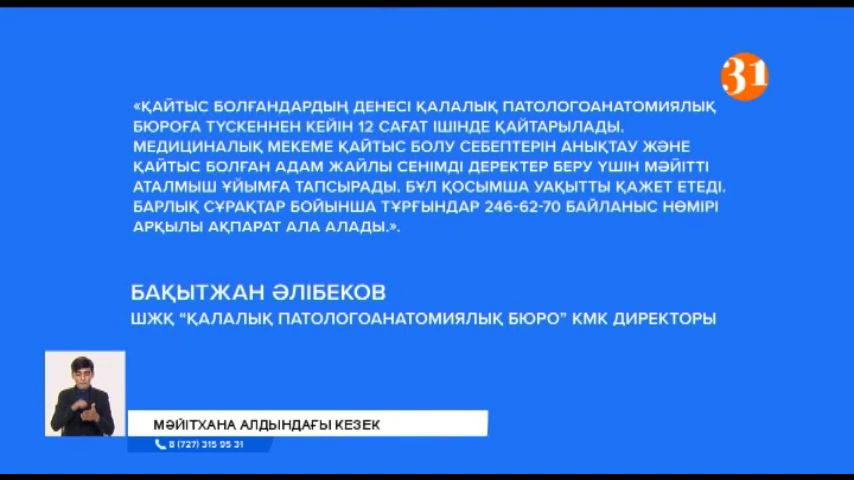 31
«ҚАЙТЫС БОЛҒАНДАРДЫҢ ДЕНЕСІ ҚАЛАЛЫҚ ПАТОЛОГОАНАТОМИЯЛЫҚ
БЮРОҒА ТҮСКЕННЕН КЕЙІН 12 САҒАТ ІШІНДЕ ҚАЙТАРЫЛАДЫ.
МЕДИЦИНАЛЫҚ МЕКЕМЕ ҚАЙТЫС БОЛУ СЕБЕПТЕРІН АНЫҚТАУ ЖӘНЕ
ҚАЙТЫС БОЛҒАН АДАМ ЖАЙЛЫ СЕНІМДІ ДЕРЕКТЕР БЕРУ ҮШІН МӘЙІТТІ
АТАЛМЫШ ҰЙЫМҒА ТАПСЫРАДЫ. БҰЛ ҚОСЫМША УАҚЫТТЫ ҚАЖЕТ ЕТЕДІ.
БАРЛЫҚ СҰРАҚТАР БОЙЫНША ТҰРҒЫНДАР 246-62-70 БАЙЛАНЫС НӨМІРІ
АРҚЫЛЫ АҚПАРАТ АЛА АЛАДЫ.».
БАҚЫТЖАН ӘЛІБЕКОВ
ШЖҚ “ҚАЛАЛЫҚ ПАТОЛОГОАНАТОМИЯЛЫҚ БЮРО” КМК ДИРЕКТОРЫ
МӘЙІТХАНА АЛДЫНДАҒЫ КЕЗЕК
8 (727) 315 95 31